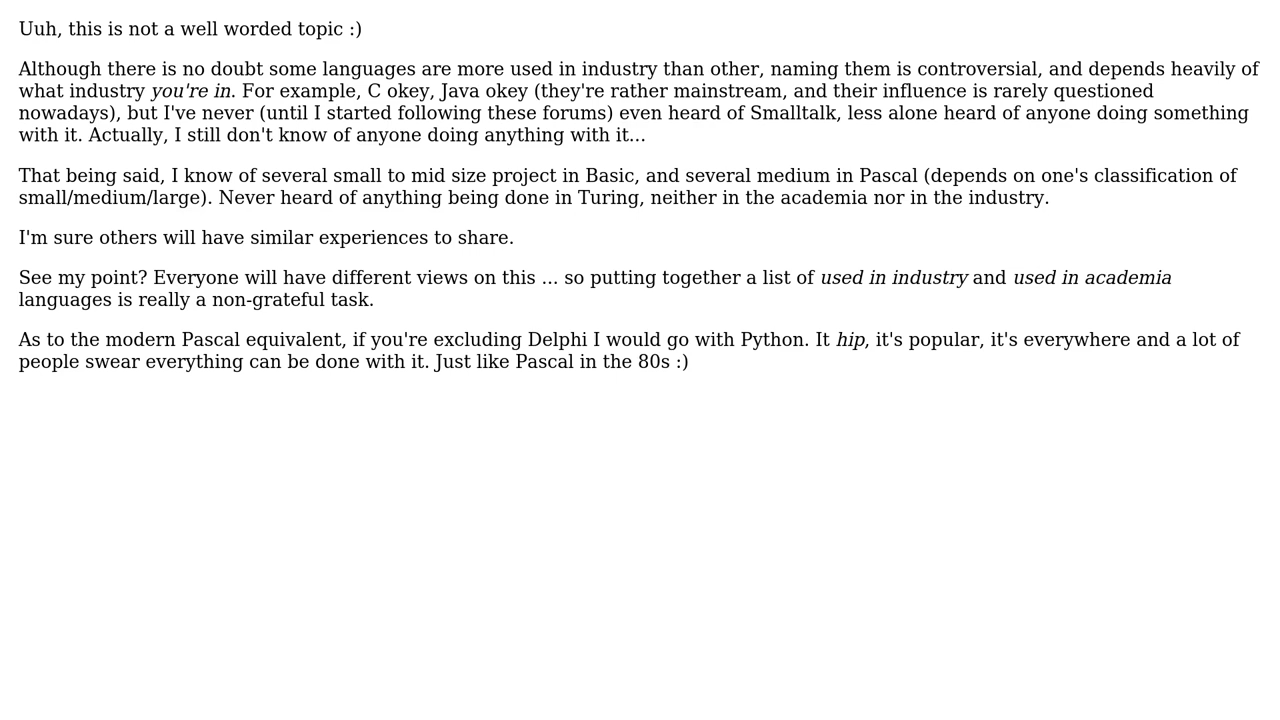 Uuh, this is not a well worded topic :)
Although there is no doubt some languages are more used in industry than other, naming them is controversial, and depends heavily of
what industry you're in. For example, C okey, Java okey (they're rather mainstream, and their influence is rarely questioned
nowadays), but I've never (until I started following these forums) even heard of Smalltalk, less alone heard of anyone doing something
with it. Actually, I still don't know of anyone doing anything with it...
That being said, I know of several small to mid size project in Basic, and several medium in Pascal (depends on one's classification of
small/medium/large). Never heard of anything being done in Turing, neither in the academia nor in the industry.
I'm sure others will have similar experiences to share.
See my point? Everyone will have different views on this ... so putting together a list of used in industry and used in academia
languages is really a non-grateful task.
As to the modern Pascal equivalent, if you're excluding Delphi I would go with Python. It hip, it's popular, it's everywhere and a lot of
people swear everything can be done with it. Just like Pascal in the 80s :)